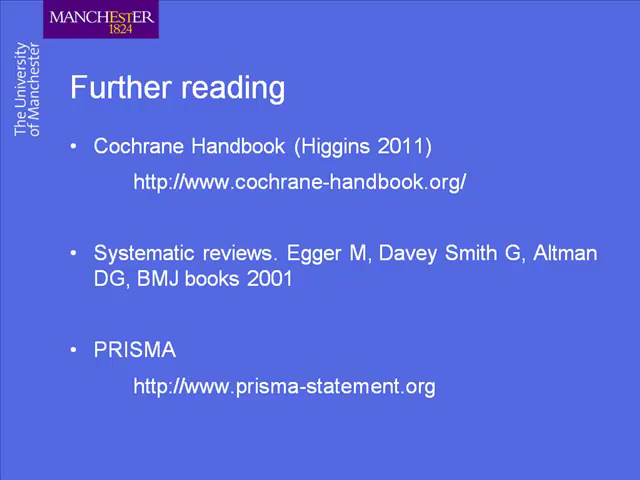 MANCHESTER
1824
The University
of Manchester
Further reading
• Cochrane Handbook (Higgins 2011)
http://www.cochrane-handbook.org/
• Systematic reviews. Egger M, Davey Smith G, Altman
DG, BMJ books 2001
• PRISMA
http://www.prisma-statement.org